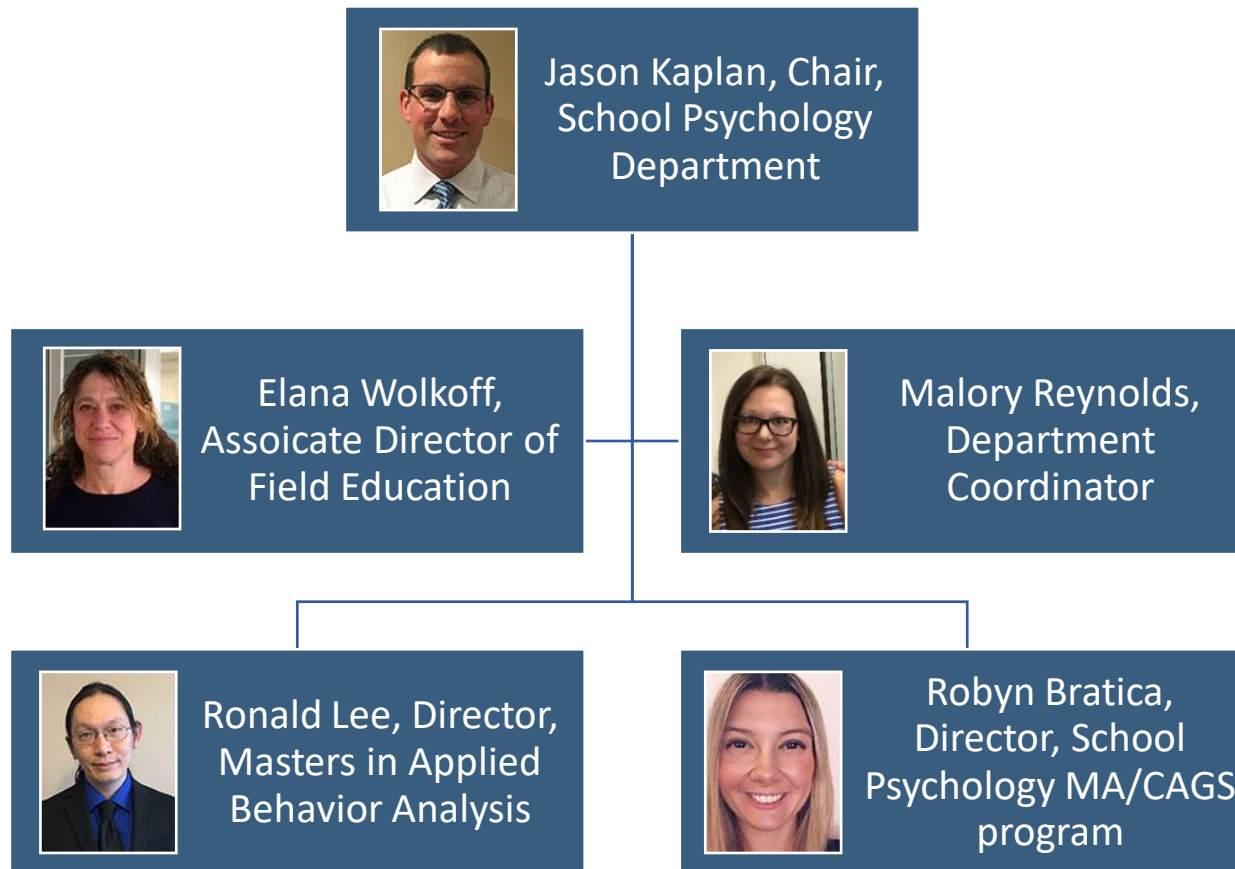 Jason Kaplan, Chair,
School Psychology
Department
Elana Wolkoff,
Assoicate Director of
Field Education
Malory Reynolds,
Department
Coordinator
Ronald Lee, Director,
Masters in Applied
Behavior Analysis
Robyn Bratica,
Director, School
Psychology MA/CAGS
program